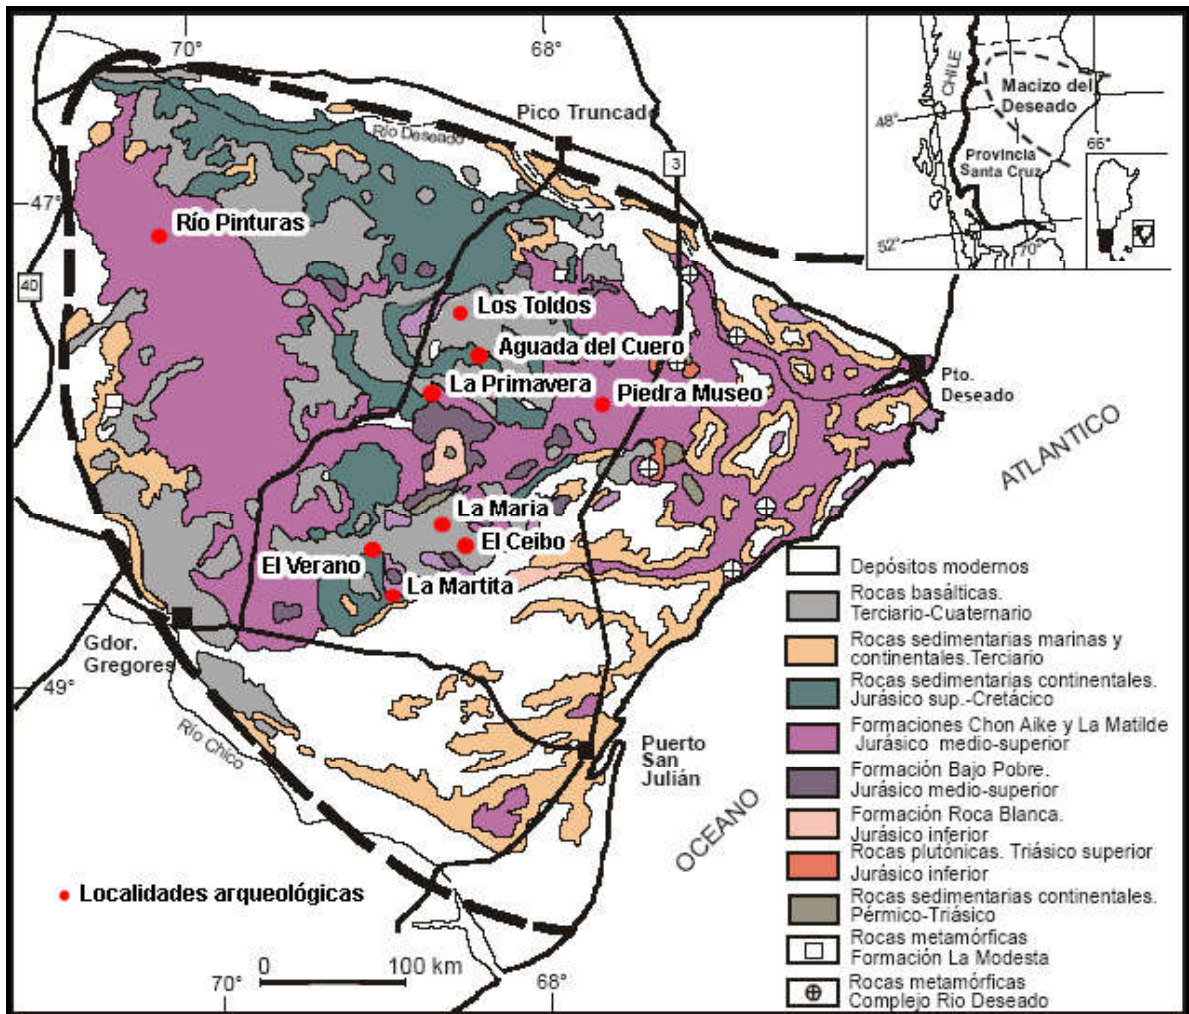 70°
68°
Pico Truncado
Río Deseado
3
47°
Río Pinturas
40
Los Toldos
Aguada del Cuero
La Primavera
Piedra Museo
Pto.
Deseado
La Maria
El Ceibo
El Verano
La Martita
Gdor.
Gregores
49°
Río Chico
Puerto
San
Julián
OCEANO
ATLANTICO
Localidades arqueológicas
0
100 km
70°
68°
CHILE
Macizo del
Deseado
48°
66°
Provincia
Santa Cruz
52°
70°
Depósitos modernos
Rocas basálticas.
Terciario-Cuaternario
Rocas sedimentarias marinas y
continentales.Terciario
Rocas sedimentarias continentales.
Jurásico sup.-Cretácico
Formaciones Chon Aike y La Matilde
Jurásico medio-superior
Formación Bajo Pobre.
Jurásico medio-superior
Formación Roca Blanca.
Jurásico inferior
Rocas plutónicas. Triásico superior
Jurásico inferior
Rocas sedimentarias continentales.
Pérmico-Triásico
Rocas metamórficas
Formación La Modesta
Rocas metamórficas
Complejo Rio Deseado